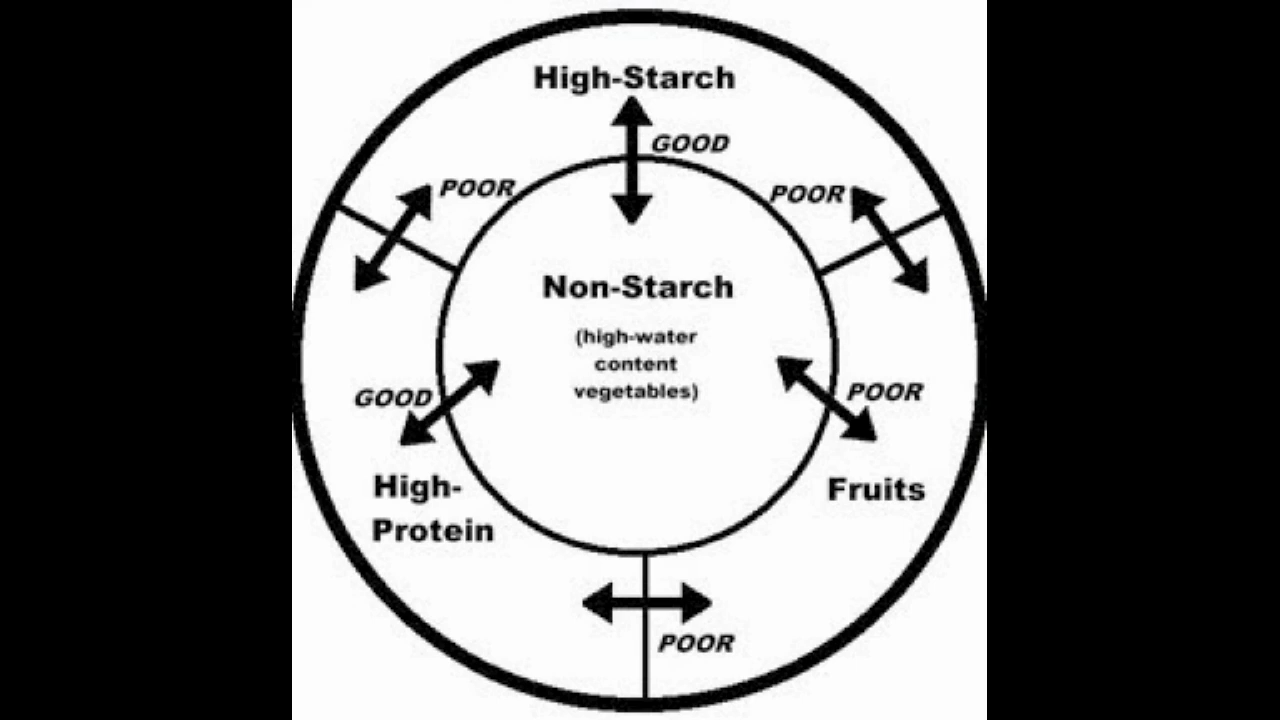 High-Starch
GOOD
POOR
POOR
Non-Starch
(high-water
content
vegetables)
GOOD
POOR
High-
Protein
Fruits
POOR